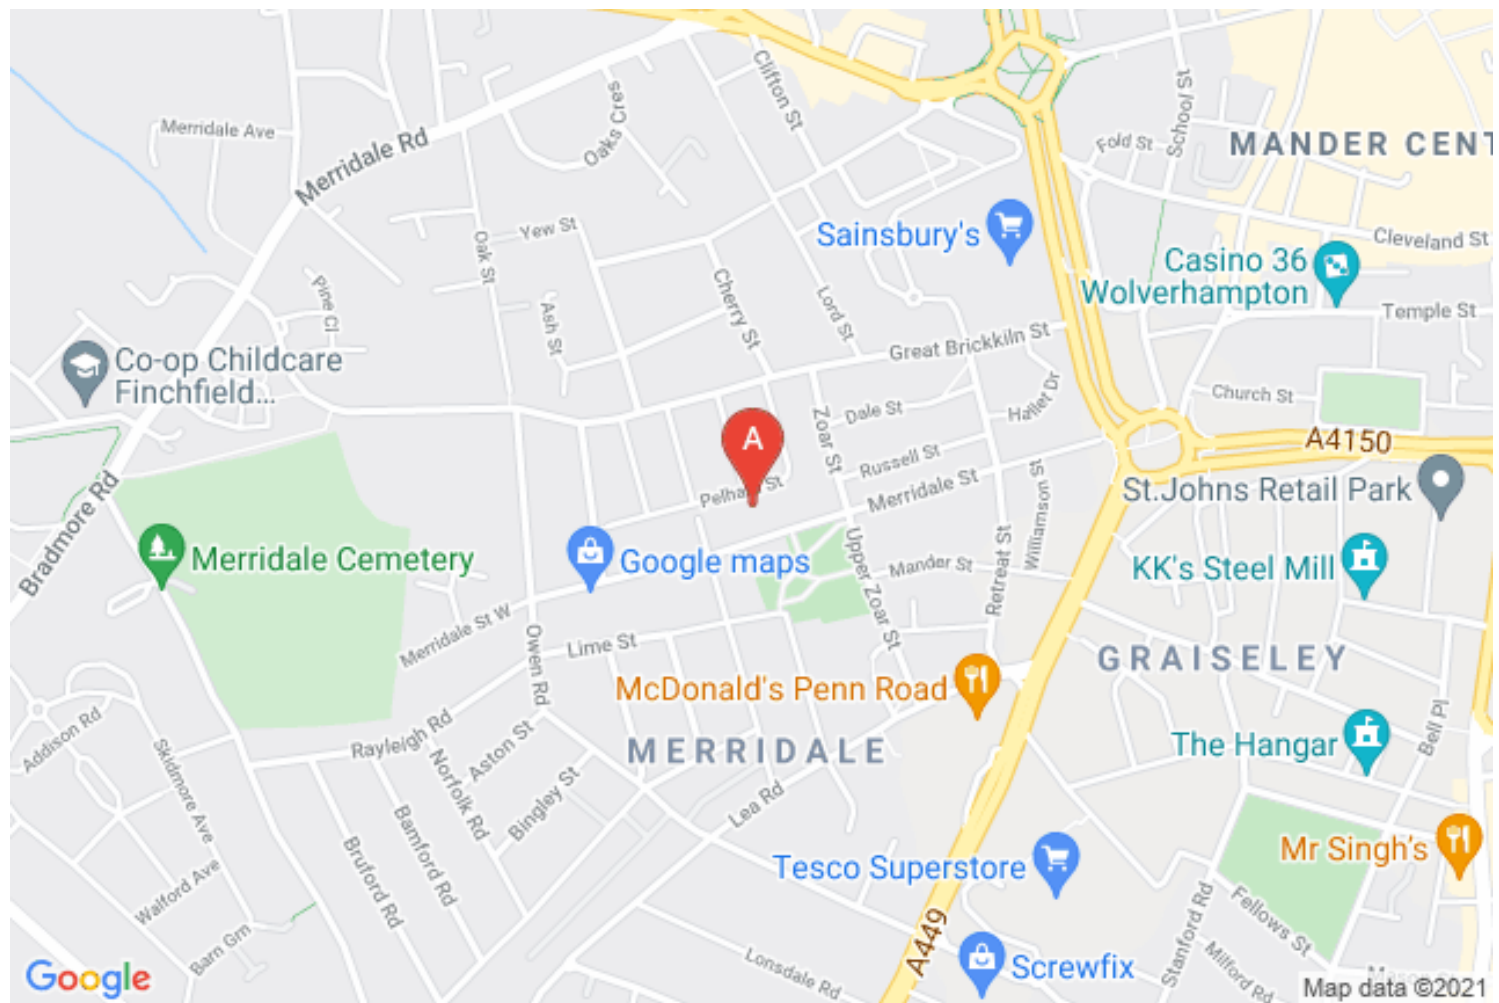 Clifton St
School St
Oaks Cres
Merridale Ave
Merridale Rd
Fold St
MANDER CENT
Yew St
Oak St
Sainsbury's
Cleveland St
Casino 36
Wolverhampton
Pine Cl
Cherry St
Lord St
Ash St
Temple St
Great Brickkiln St
Co-op Childcare
Finchfield...
Hallet Dr
Church St
Dale St
Zoar St
A
A4150
Russell St
Pelham St
Merridale St
Williamson St
St.Johns Retail Park
Bradmore Rd
Merridale Cemetery
Google maps
Upper Zoar St
Mander St
Retreat St
KK's Steel Mill
Merridale St W
Owen Rd
Lime St
GRAISELEY
McDonald's Penn Road
Addison Rd
Skidmore Ave
Rayleigh Rd
Norfolk Rd
Aston St
MERRIDALE
The Hangar
Bell Pl
Bingley St
Lea Rd
Bamford Rd
Bruford Rd
Walford Ave
Tesco Superstore
Mr Singh's
Barn Grn
A449
Stanford Rd
Fellows St
Lonsdale Rd
Screwfix
Milford Rd
Google
Map data ©2021